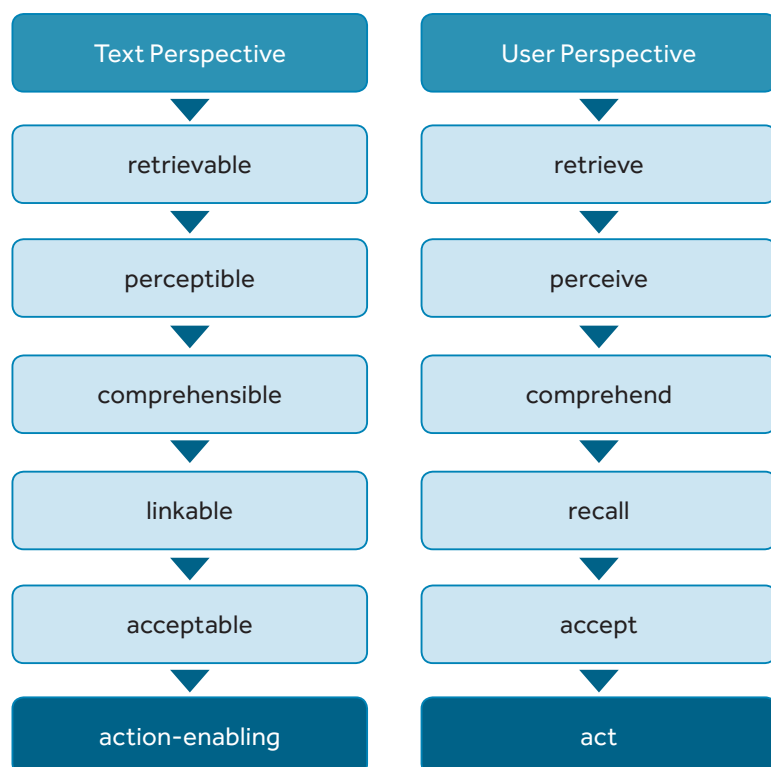 Text Perspective
User Perspective
retrievable
retrieve
perceptible
perceive
comprehensible
comprehend
linkable
recall
acceptable
accept
action-enabling
act